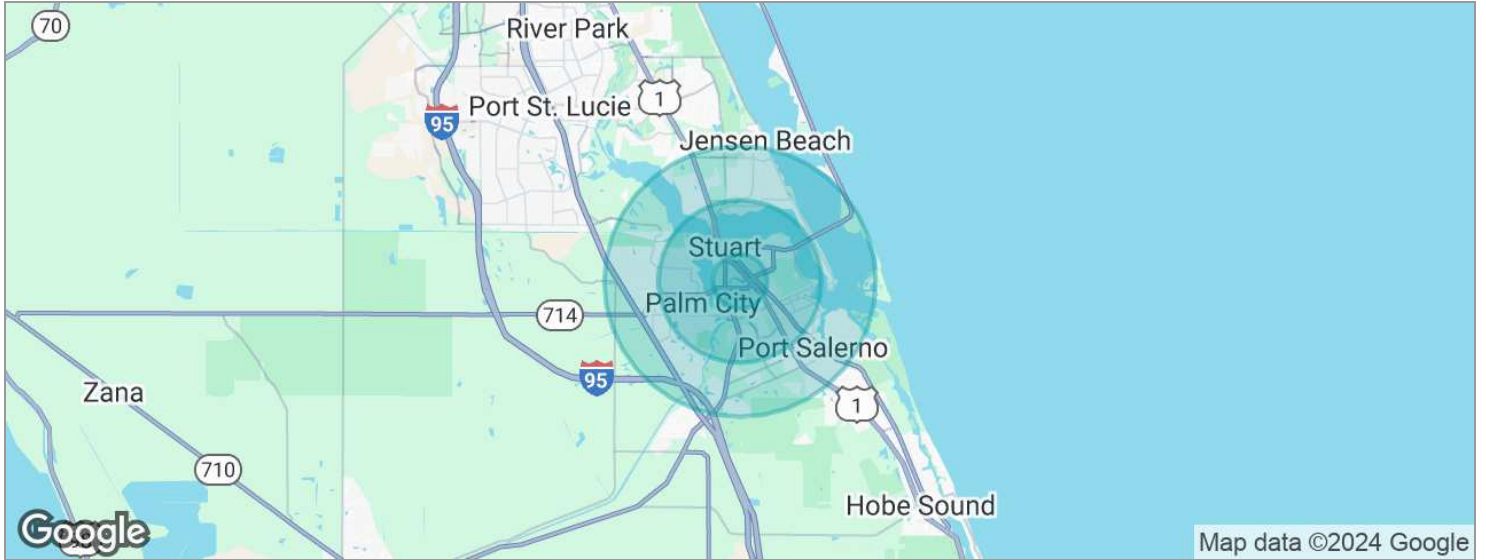 70
River Park
1
Port St. Lucie
95
Jensen Beach
Stuart
Palm City
714
Port Salerno
95
Zana
1
710
Hobe Sound
Google
Map data ©2024 Google